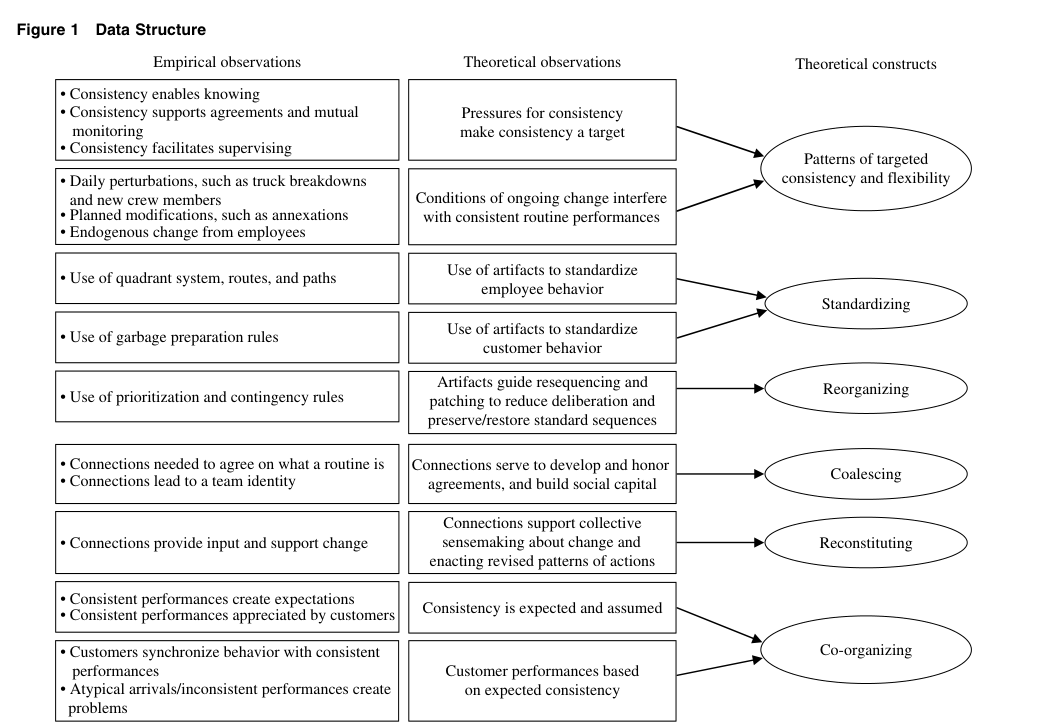 Figure 1 Data Structure
Empirical observations
Theoretical observations
Theoretical constructs
• Consistency enables knowing
• Consistency supports agreements and mutual
monitoring
• Consistency facilitates supervising
Pressures for consistency
make consistency a target
Patterns of targeted
consistency and flexibility
• Daily perturbations, such as truck breakdowns
and new crew members
• Planned modifications, such as annexations
• Endogenous change from employees
Conditions of ongoing change interfere
with consistent routine performances
• Use of quadrant system, routes, and paths
Use of artifacts to standardize
employee behavior
Standardizing
• Use of garbage preparation rules
Use of artifacts to standardize
customer behavior
• Use of prioritization and contingency rules
Artifacts guide resequencing and
patching to reduce deliberation and
preserve/restore standard sequences
Reorganizing
• Connections needed to agree on what a routine is
• Connections lead to a team identity
Connections serve to develop and honor
agreements, and build social capital
Coalescing
• Connections provide input and support change
Connections support collective
sensemaking about change and
enacting revised patterns of actions
Reconstituting
• Consistent performances create expectations
• Consistent performances appreciated by customers
Consistency is expected and assumed
Co-organizing
• Customers synchronize behavior with consistent
performances
• Atypical arrivals/inconsistent performances create
problems
Customer performances based
on expected consistency